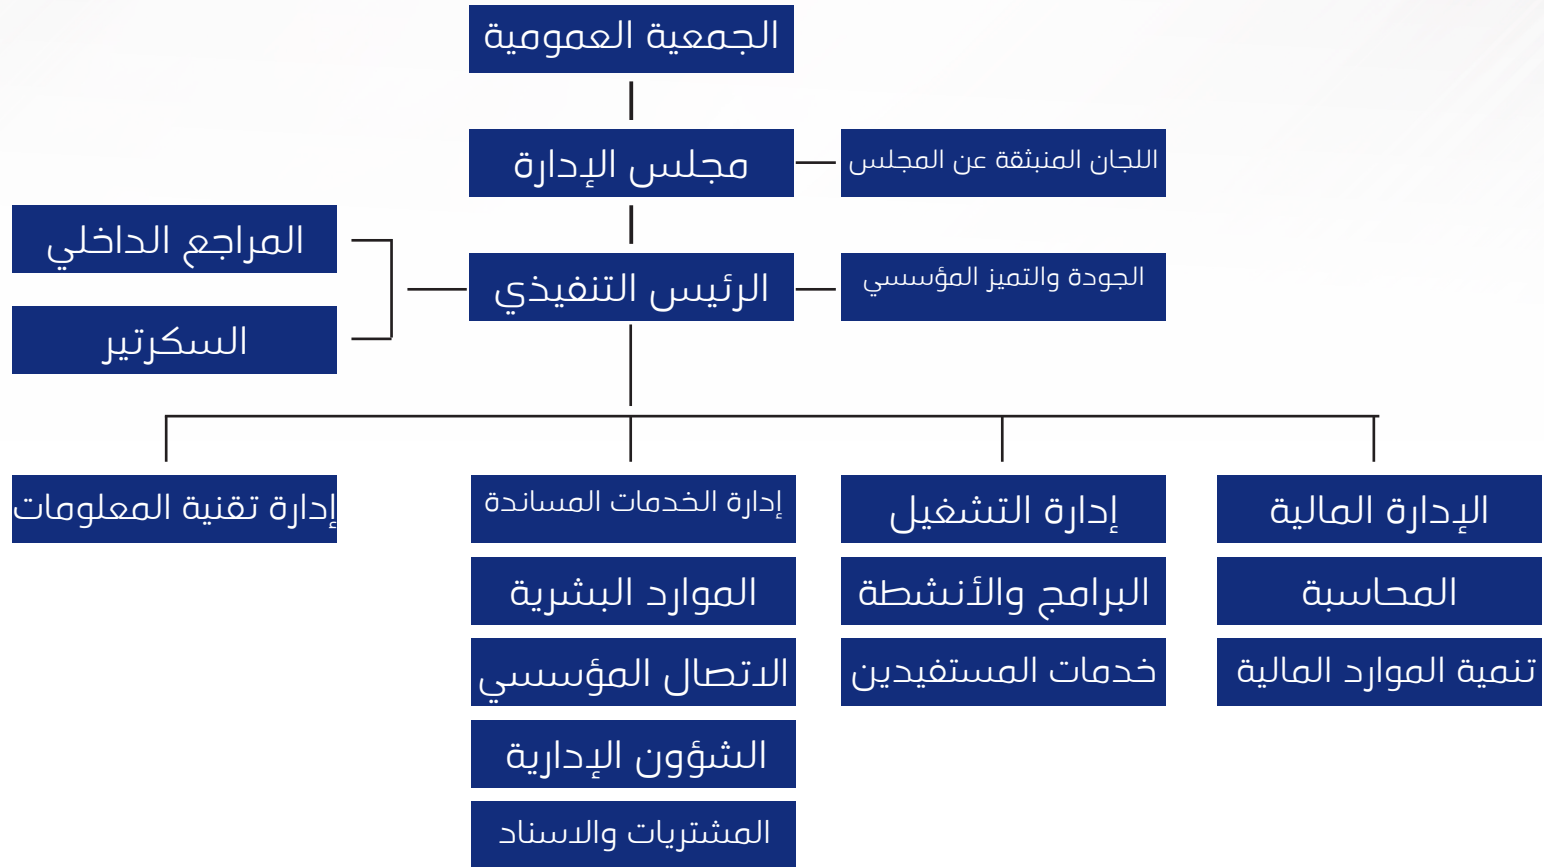 الجمعية العمومية
مجلس الإدارة
اللجان المنبثقة عن المجلس
المراجع الداخلي
الرئيس التنفيذي
الجودة والتميز المؤسسي
السكرتير
الإدارة المالية
المحاسبة
تنمية الموارد المالية
إدارة التشغيل
البرامج والأنشطة
خدمات المستفيدين
إدارة الخدمات المساندة
الموارد البشرية
الاتصال المؤسسي
الشؤون الإدارية
المشتريات والاسناد
إدارة تقنية المعلومات